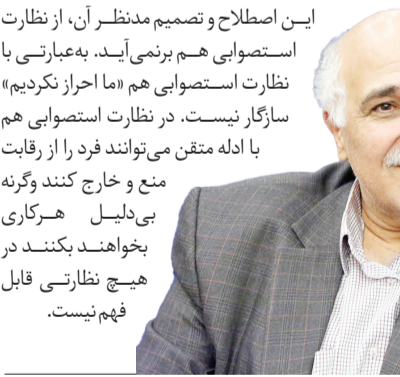 این اصطلاح و تصمیم مدنظر آن، از نظارت
استصوابی هم برنمی‌آید. به‌عبارتی با
نظارت استصوابی هم «ما احراز نکردیم»
سازگار نیست. در نظارت استصوابی هم
با ادله متقن می‌توانند فرد را از رقابت
منع و خارج کنند وگرنه
بی‌دلیل هرکاری
بخواهند بکنند در
هیچ نظارتی قابل
فهم نیست.